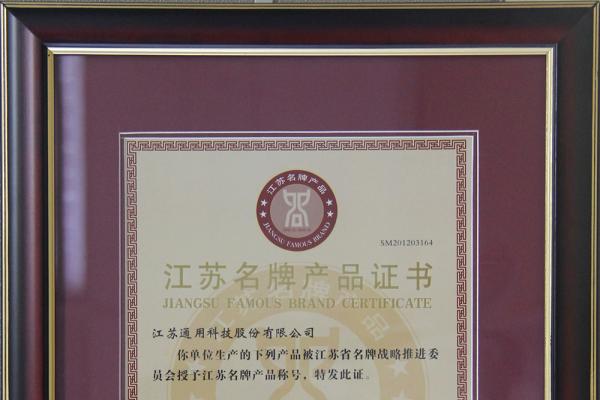 江苏名牌产品
JIANGSU FAMOUS BRAND
SM201203164
江苏名牌产品证书
JIANGSU FAMOUS BRAND CERTIFICATE
江苏通用科技股份有限公司
你单位生产的下列产品被江苏省名牌战略推进委
员会授予江苏名牌产品称号，特发此证。